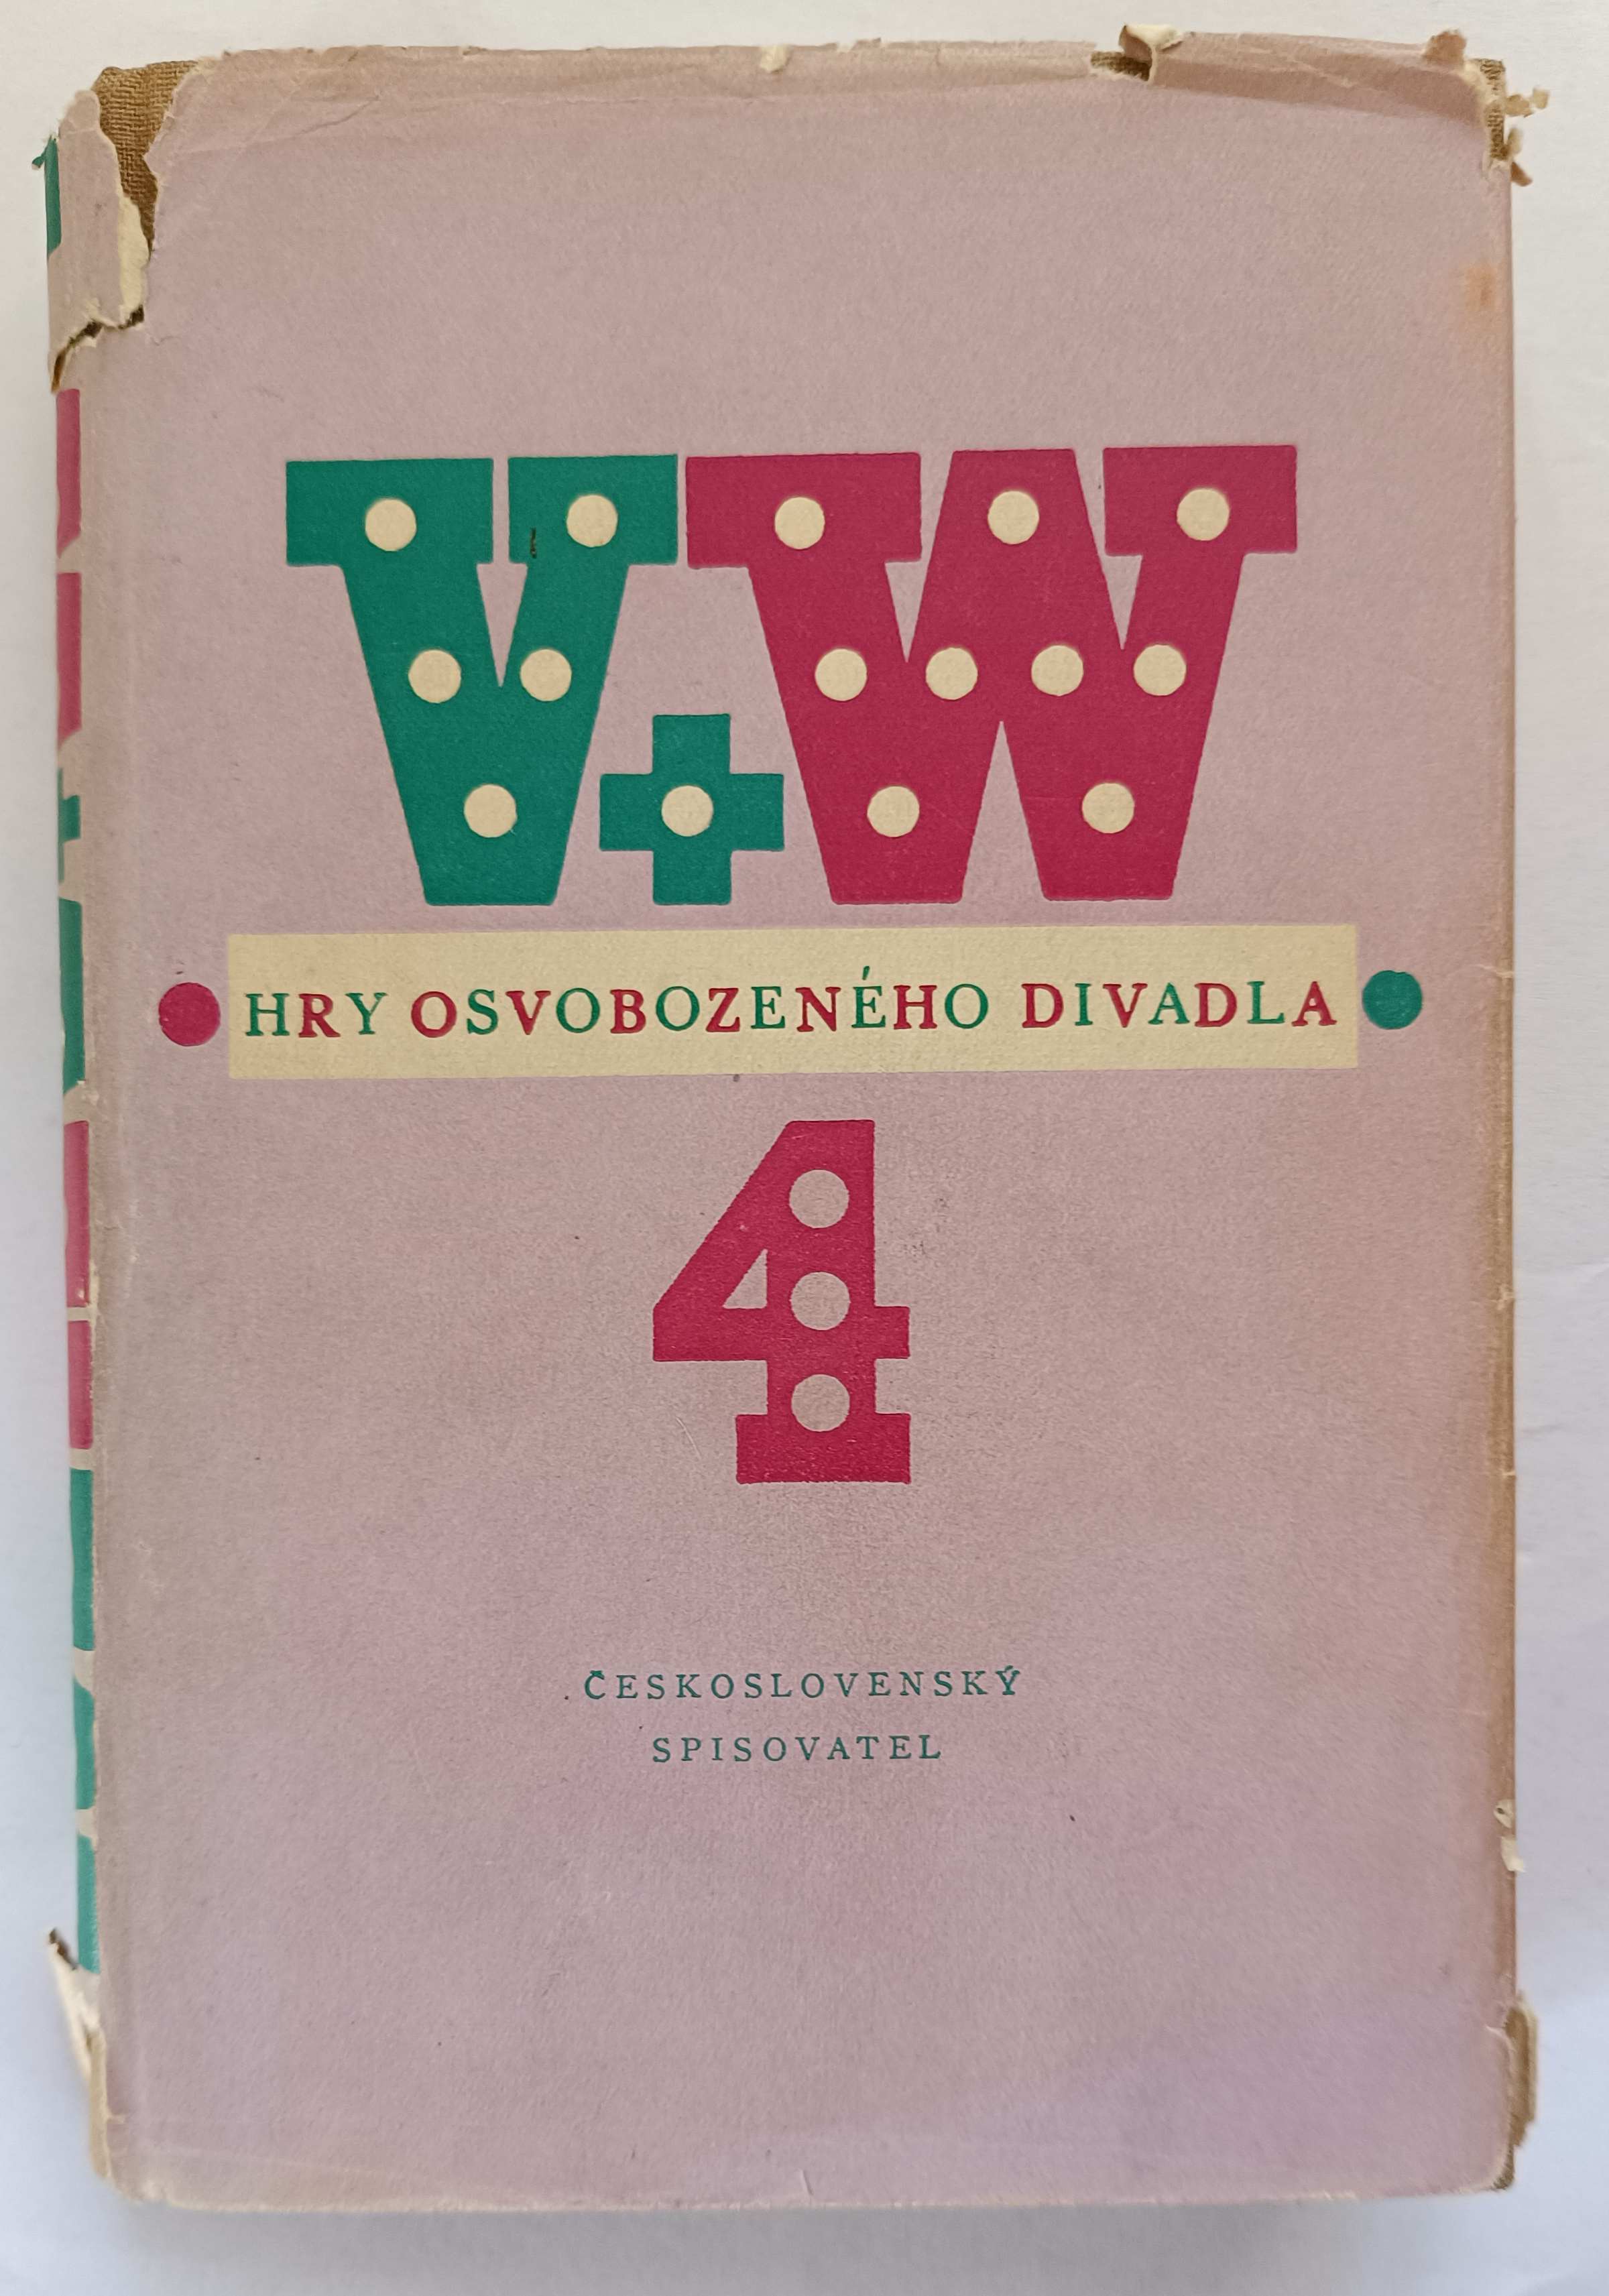 V+W
HRY OSVOBOZENÉHO DIVADLA
4
ČESKOSLOVENSKÝ
SPISOVATEL